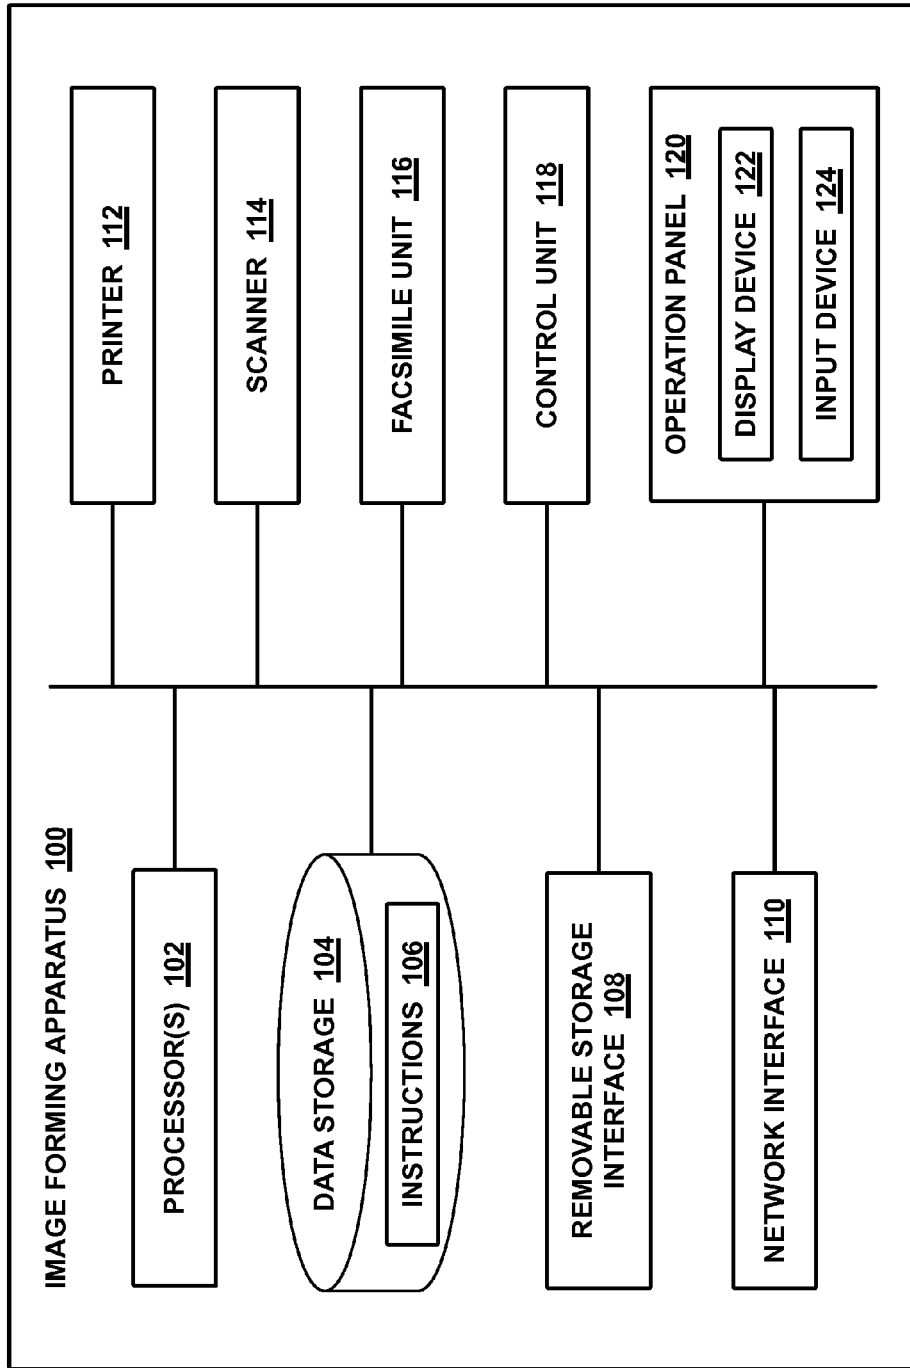 IMAGE FORMING APPARATUS 100
PROCESSOR(S) 102
DATA STORAGE 104
INSTRUCTIONS 106
REMOVABLE STORAGE
INTERFACE 108
NETWORK INTERFACE 110
PRINTER 112
SCANNER 114
FACSIMILE UNIT 116
CONTROL UNIT 118
OPERATION PANEL 120
DISPLAY DEVICE 122
INPUT DEVICE 124